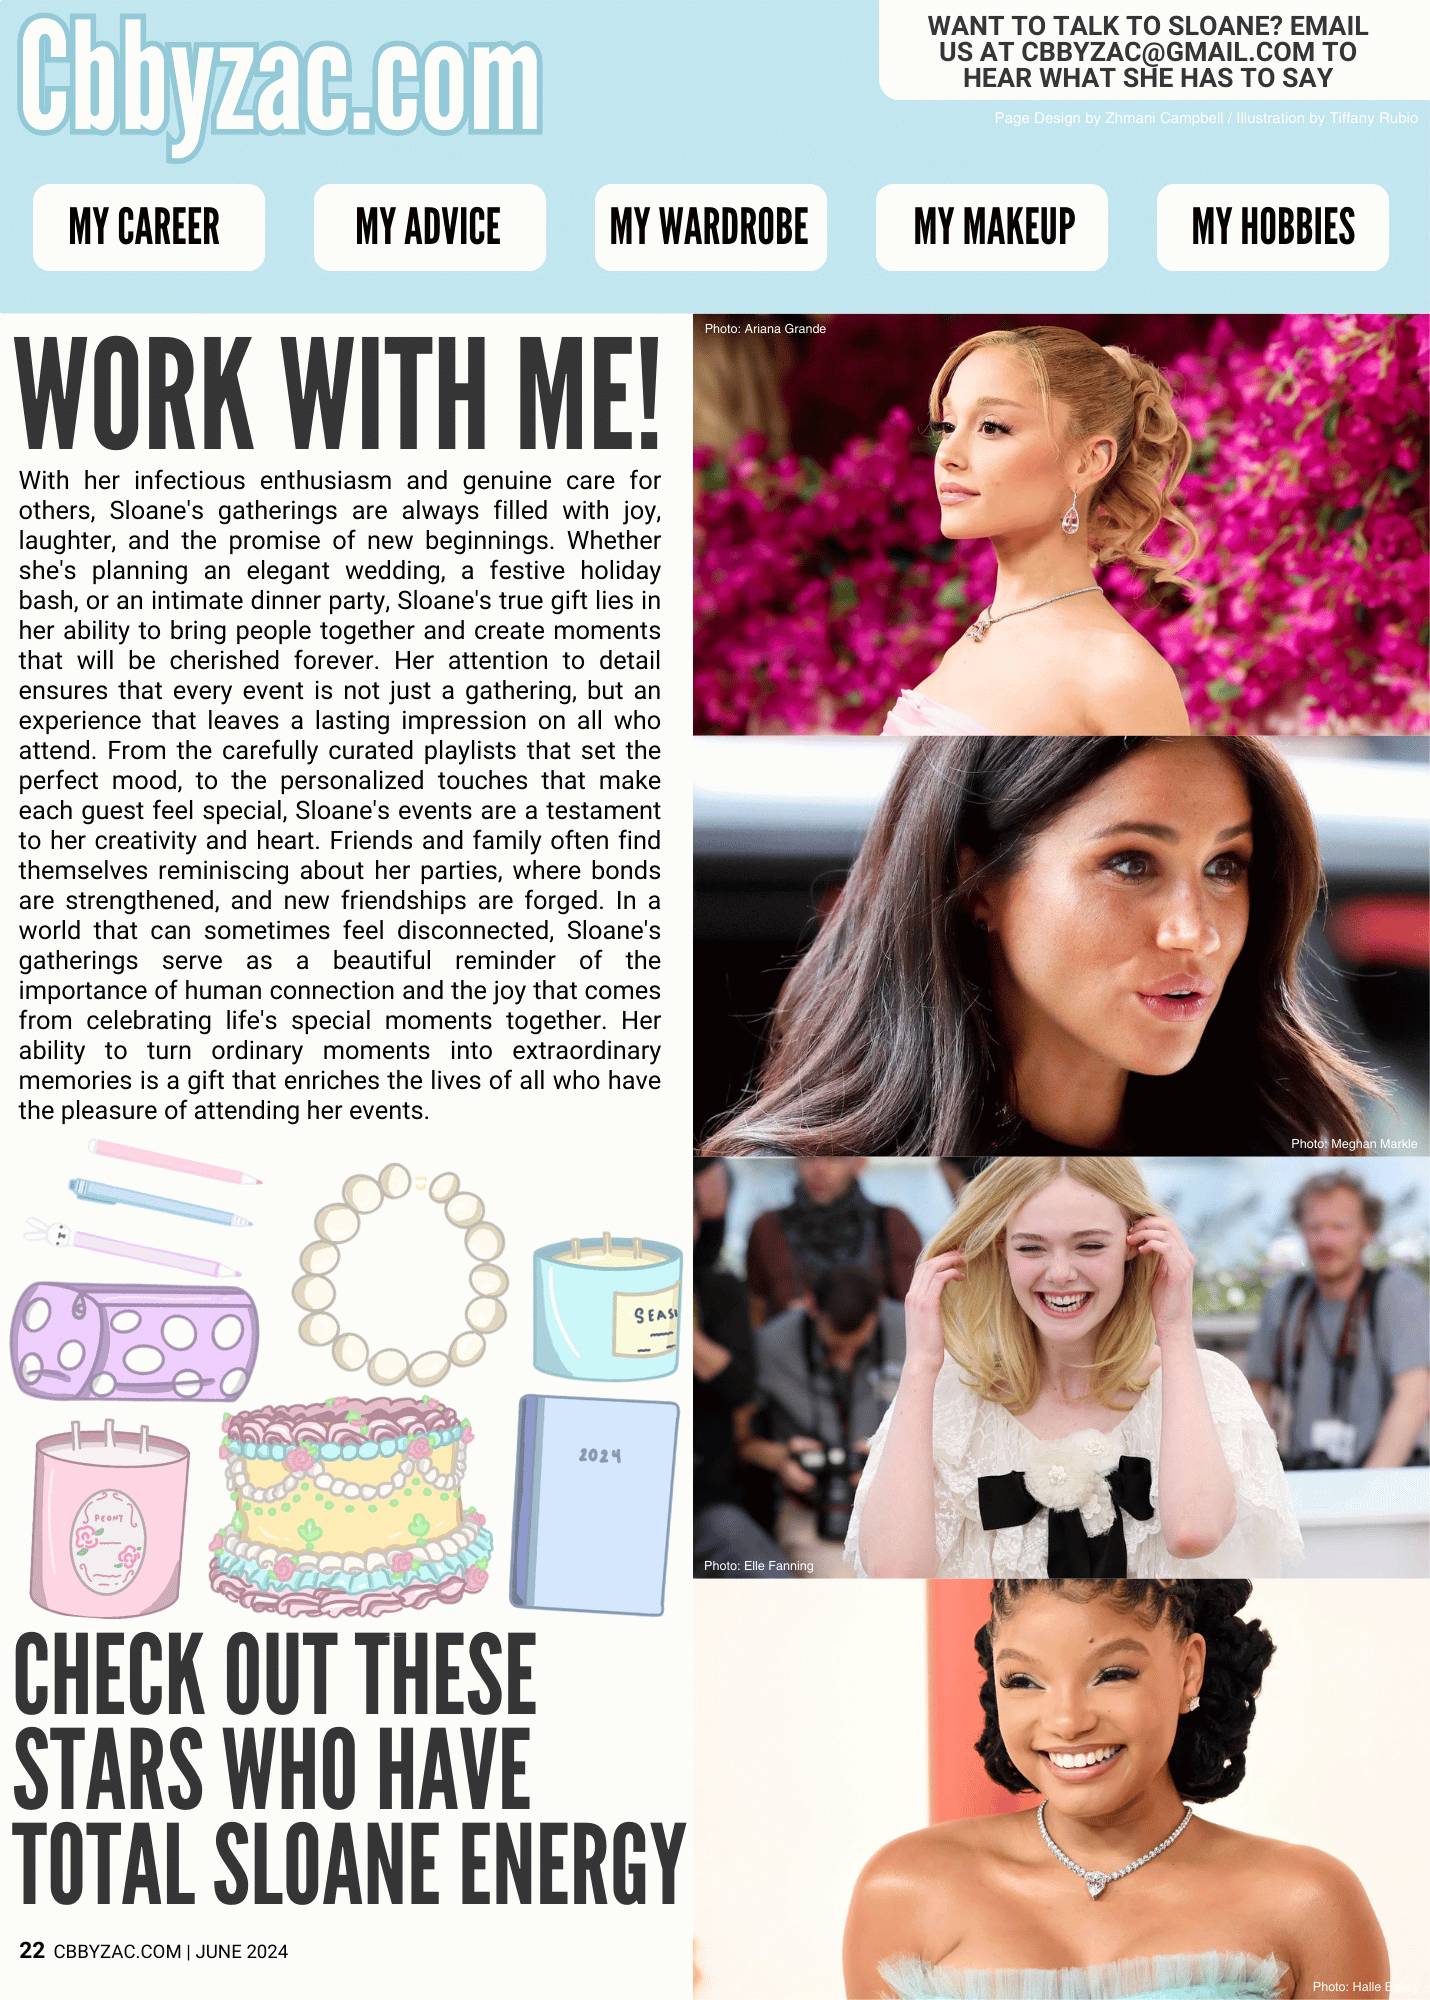 Cbbyzac.com
WANT TO TALK TO SLOANE? EMAIL
US AT CBBYZAC@GMAIL.COM TO
HEAR WHAT SHE HAS TO SAY
Page Design by Zhmani Campbell / Illustration by Tiffany Rubio
MY CAREER
MY ADVICE
MY WARDROBE
MY MAKEUP
MY HOBBIES
WORK WITH ME!
With her infectious enthusiasm and genuine care for
others, Sloane's gatherings are always filled with joy,
laughter, and the promise of new beginnings. Whether
she's planning an elegant wedding, a festive holiday
bash, or an intimate dinner party, Sloane's true gift lies in
her ability to bring people together and create moments
that will be cherished forever. Her attention to detail
ensures that every event is not just a gathering, but an
experience that leaves a lasting impression on all who
attend. From the carefully curated playlists that set the
perfect mood, to the personalized touches that make
each guest feel special, Sloane's events are a testament
to her creativity and heart. Friends and family often find
themselves reminiscing about her parties, where bonds
are strengthened, and new friendships are forged. In a
world that can sometimes feel disconnected, Sloane's
gatherings serve as a beautiful reminder of the
importance of human connection and the joy that comes
from celebrating life's special moments together. Her
ability to turn ordinary moments into extraordinary
memories is a gift that enriches the lives of all who have
the pleasure of attending her events.
SEAS
PEONY
2024
CHECK OUT THESE
STARS WHO HAVE
TOTAL SLOANE ENERGY
22 CBBYZAC.COM | JUNE 2024
Photo: Ariana Grande
Photo: Meghan Markle
Photo: Elle Fanning
Photo: Halle